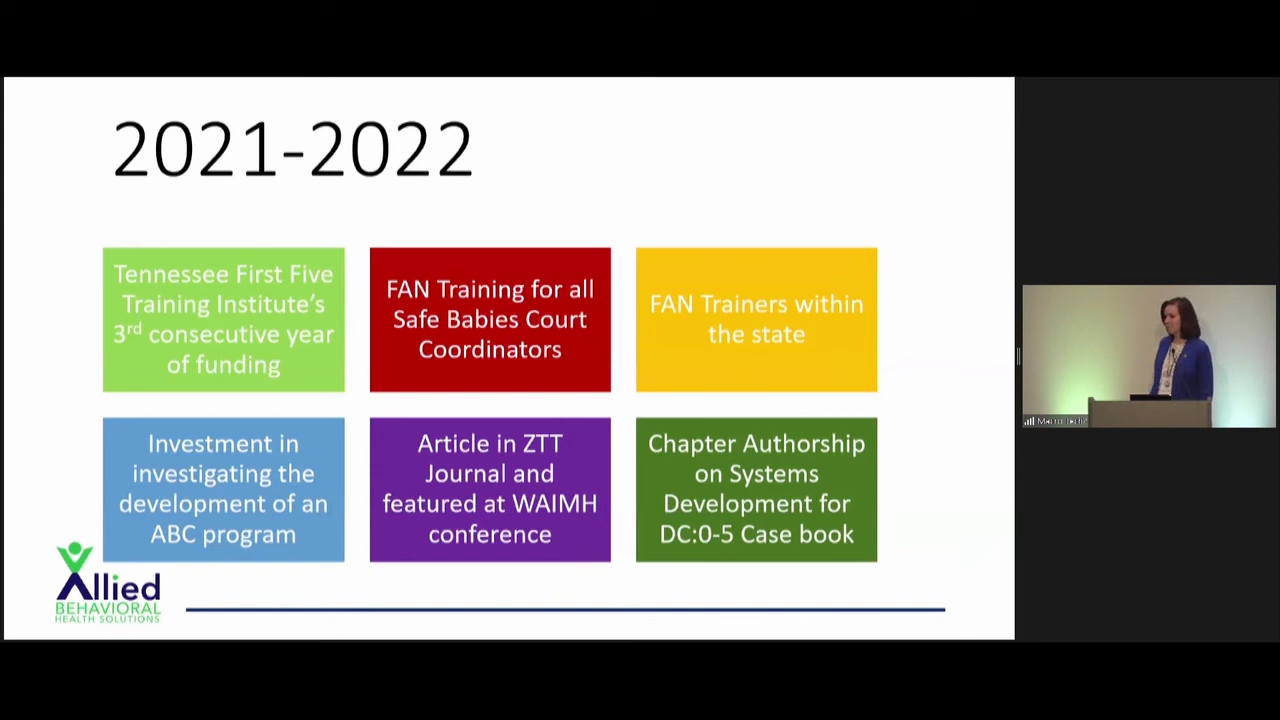 2021-2022
Tennessee First Five
Training Institute's
3rd consecutive year
of funding
FAN Training for all
Safe Babies Court
Coordinators
FAN Trainers within
the state
Investment in
investigating the
development of an
ABC program
Article in ZTT
Journal and
featured at WAIMH
conference
Chapter Authorship
on Systems
Development for
DC:0-5 Case book
Allied
BEHAVIORAL
HEALTH SOLUTIONS